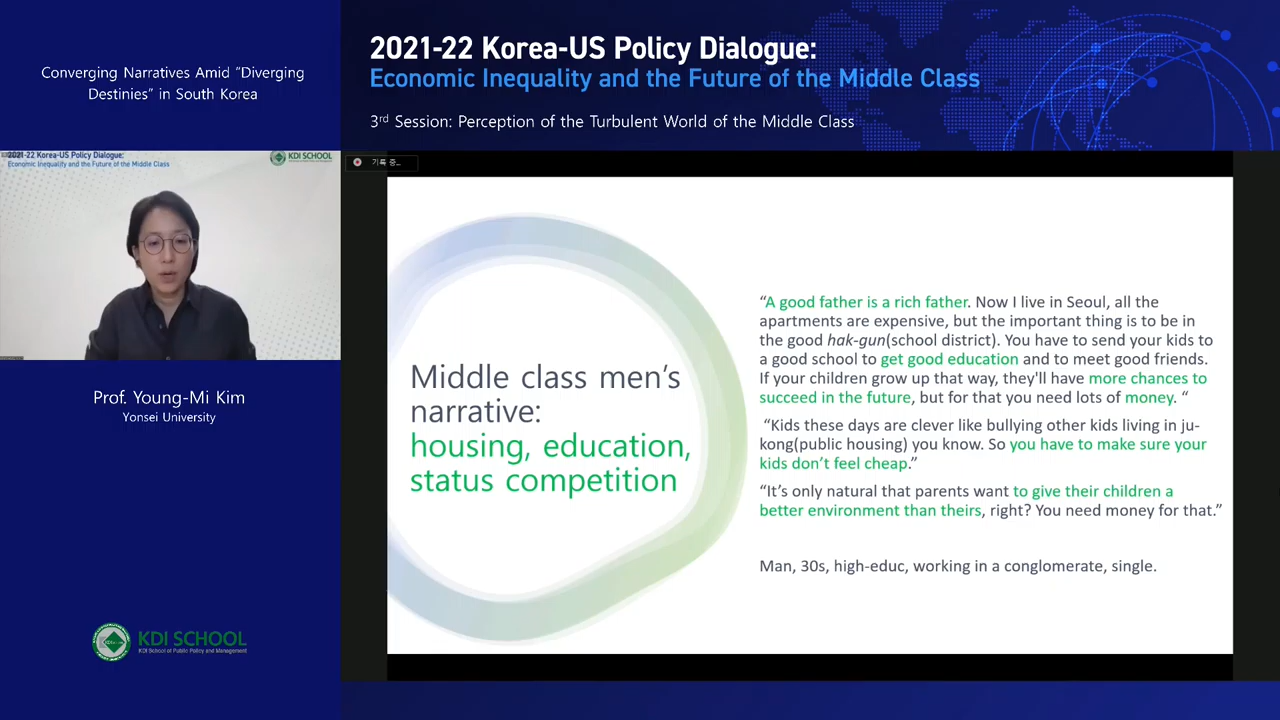 Converging Narratives Amid “Diverging
Destinies” in South Korea
2021-22 Korea-US Policy Dialogue:
Economic Inequality and the Future of the Middle Class
3rd Session: Perception of the Turbulent World of the Middle Class
2021-22 Korea-US Policy Dialogue:
Economic Inequality and the Future of the Middle Class
KDI SCHOOL
기록 중...
Prof. Young-Mi Kim
Yonsei University
Middle class men’s
narrative:
housing, education,
status competition
“A good father is a rich father. Now I live in Seoul, all the
apartments are expensive, but the important thing is to be in
the good hak-gun(school district). You have to send your kids to
a good school to get good education and to meet good friends.
If your children grow up that way, they'll have more chances to
succeed in the future, but for that you need lots of money. “
“Kids these days are clever like bullying other kids living in ju-
kong(public housing) you know. So you have to make sure your
kids don’t feel cheap.”
“It’s only natural that parents want to give their children a
better environment than theirs, right? You need money for that.”
Man, 30s, high-educ, working in a conglomerate, single.
KDI SCHOOL
KDI School of Public Policy and Management